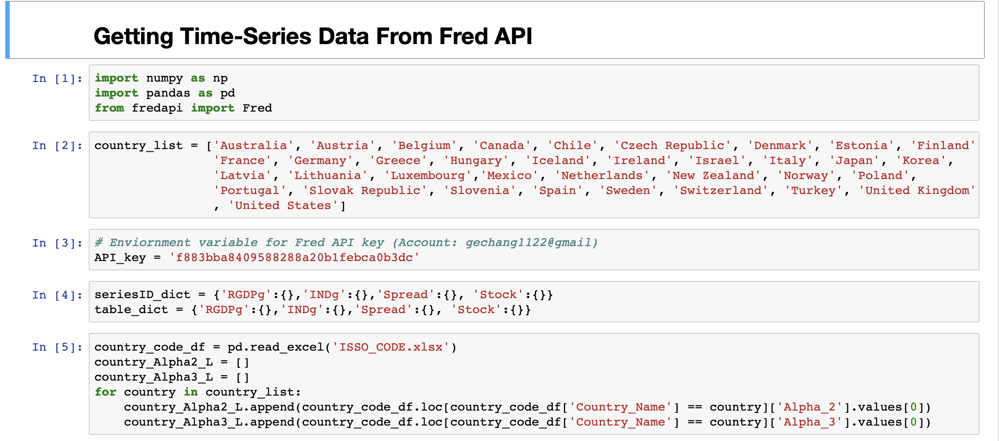 Getting Time-Series Data From Fred API
In [1]: import numpy as np
import pandas as pd
from fredapi import Fred
In [2]: country_list = ['Australia', 'Austria', 'Belgium', 'Canada', 'Chile', 'Czech Republic', 'Denmark', 'Estonia', 'Finland'
'France', 'Germany', 'Greece', 'Hungary', 'Iceland', 'Ireland', 'Israel', 'Italy', 'Japan', 'Korea',
'Latvia', 'Lithuania', 'Luxembourg','Mexico', 'Netherlands', 'New Zealand', 'Norway', 'Poland',
'Portugal', 'Slovak Republic', 'Slovenia', 'Spain', 'Sweden', 'Switzerland', 'Turkey', 'United Kingdom'
, 'United States']
In [3]: # Enviornment variable for Fred API key (Account: gechang1122@gmail)
API_key = 'f883bba8409588288a20b1febca0b3dc'
In [4]: seriesID_dict = {'RGDPg':{},'INDg':{},'Spread':{}, 'Stock':{}}
table_dict = {'RGDPg':{},'INDg':{},'Spread':{}, 'Stock':{}}
In [5]: country_code_df = pd.read_excel('ISSO_CODE.xlsx')
country_Alpha2_L = []
country_Alpha3_L = []
for country in country_list:
    country_Alpha2_L.append(country_code_df.loc[country_code_df['Country_Name'] == country]['Alpha_2'].values[0])
    country_Alpha3_L.append(country_code_df.loc[country_code_df['Country_Name'] == country]['Alpha_3'].values[0])